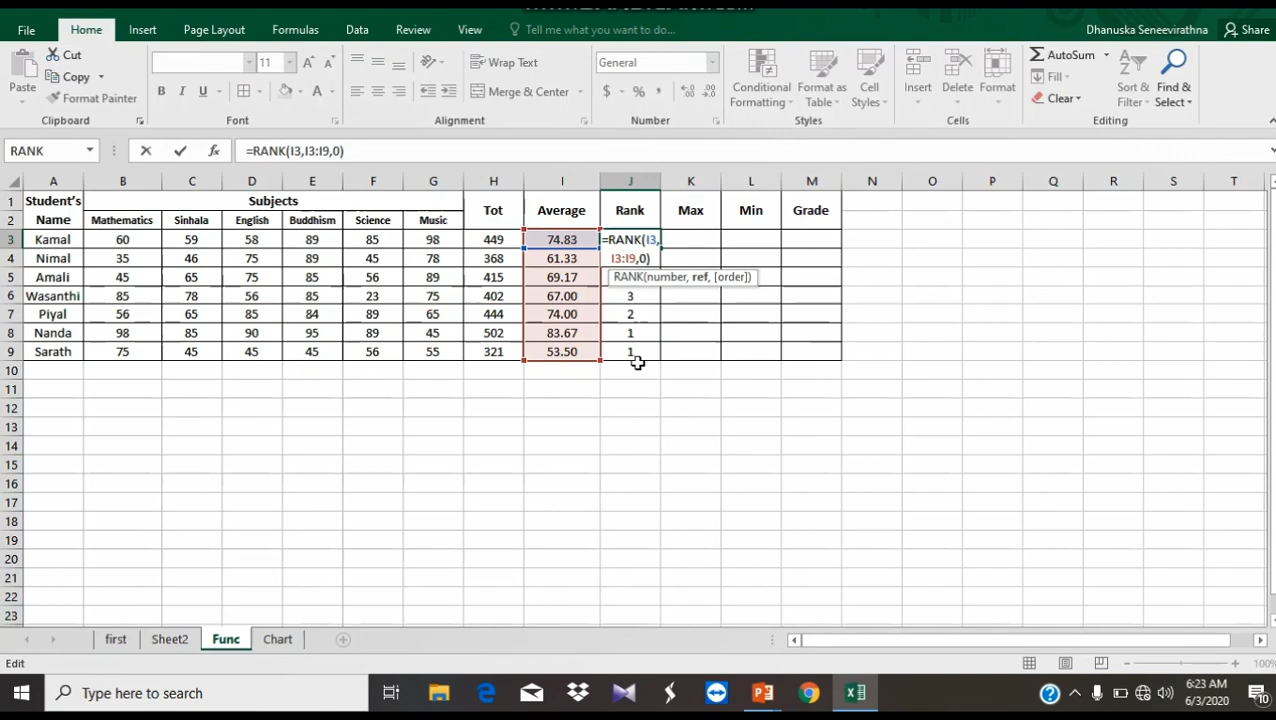 File Home Insert Page Layout Formulas Data Review View Tell me what you want to do... Dhanuska Seneevirathna Share
Paste Cut Copy Format Painter Clipboard
11 A A B I U A Font
Wrap Text Merge & Center Alignment
General $ % , Number
Conditional Formatting Formatas Table Cell Styles Styles
Insert Delete Format Cells
AutoSum Fill Clear Sort & Filter Find & Select Editing
RANK fx =RANK(I3,I3:I9,0)
A B C D E F G H I J K L M N O P Q R S T
1 Student's Name Subjects Tot Average Rank Max Min Grade
2 Mathematics Sinhala English Buddhism Science Music
3 Kamal 60 59 58 89 85 98 449 74.83 =RANK(I3,
4 Nimal 35 46 75 89 45 78 368 61.33 I3:I9,0)
5 Amali 45 65 75 85 56 89 415 69.17 RANK(number, ref, [order])
6 Wasanthi 85 78 56 85 23 75 402 67.00 3
7 Piyal 56 65 85 84 89 65 444 74.00 2
8 Nanda 98 85 90 95 89 45 502 83.67 1
9 Sarath 75 45 45 45 56 55 321 53.50 1
10
11
12
13
14
15
16
17
18
19
20
21
22
23
first Sheet2 Func Chart
Edit 100%
Type here to search 6:23 AM
6/3/2020 10